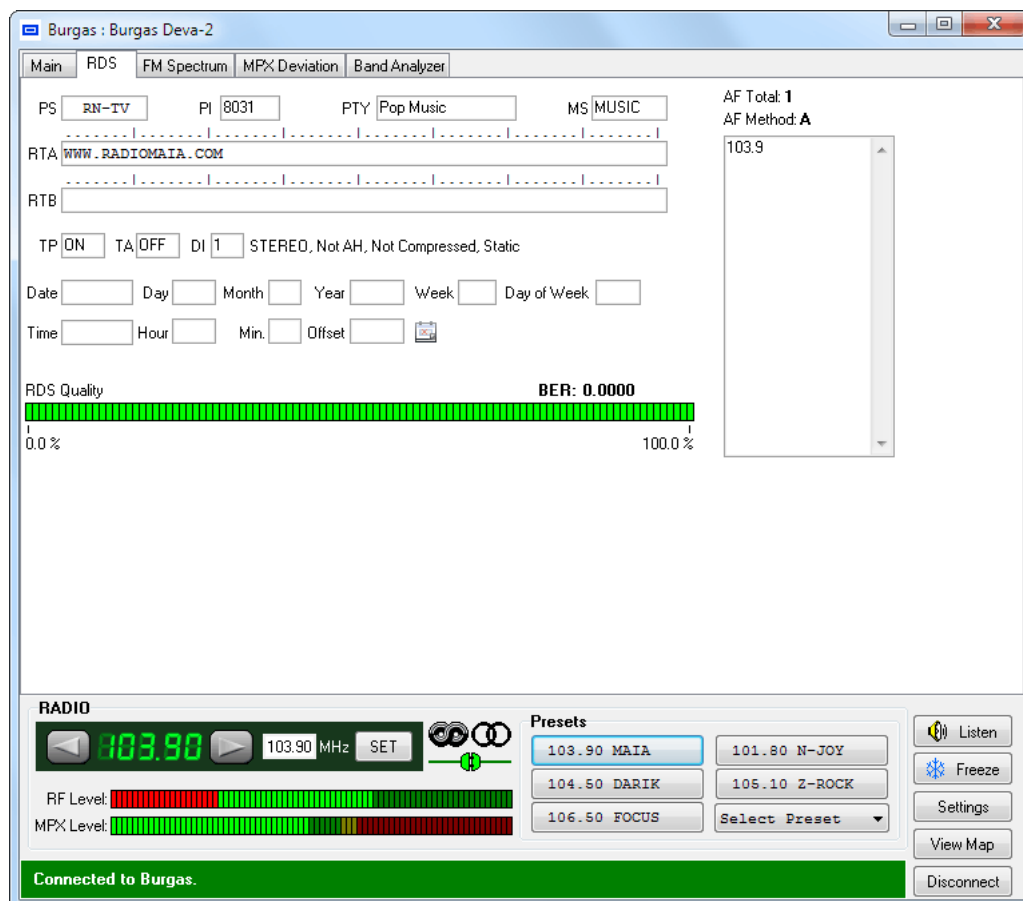 Burgas : Burgas Deva-2
Main RDS FM Spectrum MPX Deviation Band Analyzer
PS RN-TV PI 8031 PTY Pop Music MS MUSIC
AF Total: 1
AF Method: A
103.9
RTA WWW.RADIOMAIA.COM
RTB
TP ON TA OFF DI 1 STEREO, Not AH, Not Compressed, Static
Date Day Month Year Week Day of Week
Time Hour Min. Offset
RDS Quality BER: 0.0000
0.0 % 100.0 %
RADIO
103.90 103.90 MHz SET
RF Level:
MPX Level:
Presets
103.90 MAIA 101.80 N-JOY
104.50 DARIK 105.10 Z-ROCK
106.50 FOCUS Select Preset
Listen
Freeze
Settings
View Map
Disconnect
Connected to Burgas.